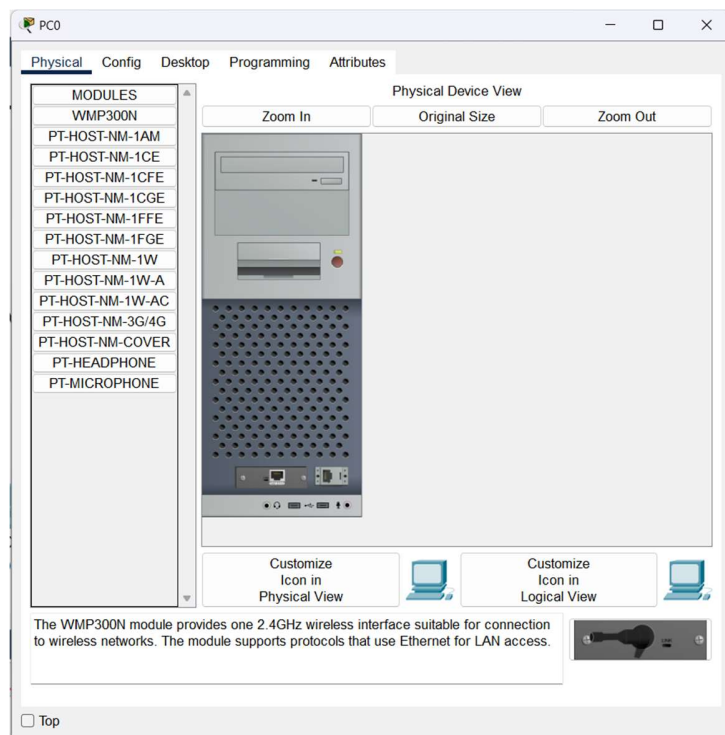 PC0
Physical Config Desktop Programming Attributes
MODULES
WMP300N
PT-HOST-NM-1AM
PT-HOST-NM-1CE
PT-HOST-NM-1CFE
PT-HOST-NM-1CGE
PT-HOST-NM-1FFE
PT-HOST-NM-1FGE
PT-HOST-NM-1W
PT-HOST-NM-1W-A
PT-HOST-NM-1W-AC
PT-HOST-NM-3G/4G
PT-HOST-NM-COVER
PT-HEADPHONE
PT-MICROPHONE
Physical Device View
Zoom In Original Size Zoom Out
Customize
Icon in
Physical View
Customize
Icon in
Logical View
The WMP300N module provides one 2.4GHz wireless interface suitable for connection
to wireless networks. The module supports protocols that use Ethernet for LAN access.
Top